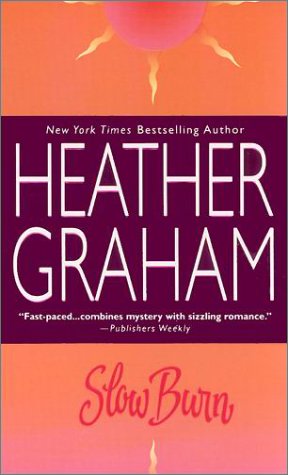 New York Times Bestselling Author
HEATHER
GRAHAM
"Fast-paced...combines mystery with sizzling romance."
—Publishers Weekly
Slow Burn